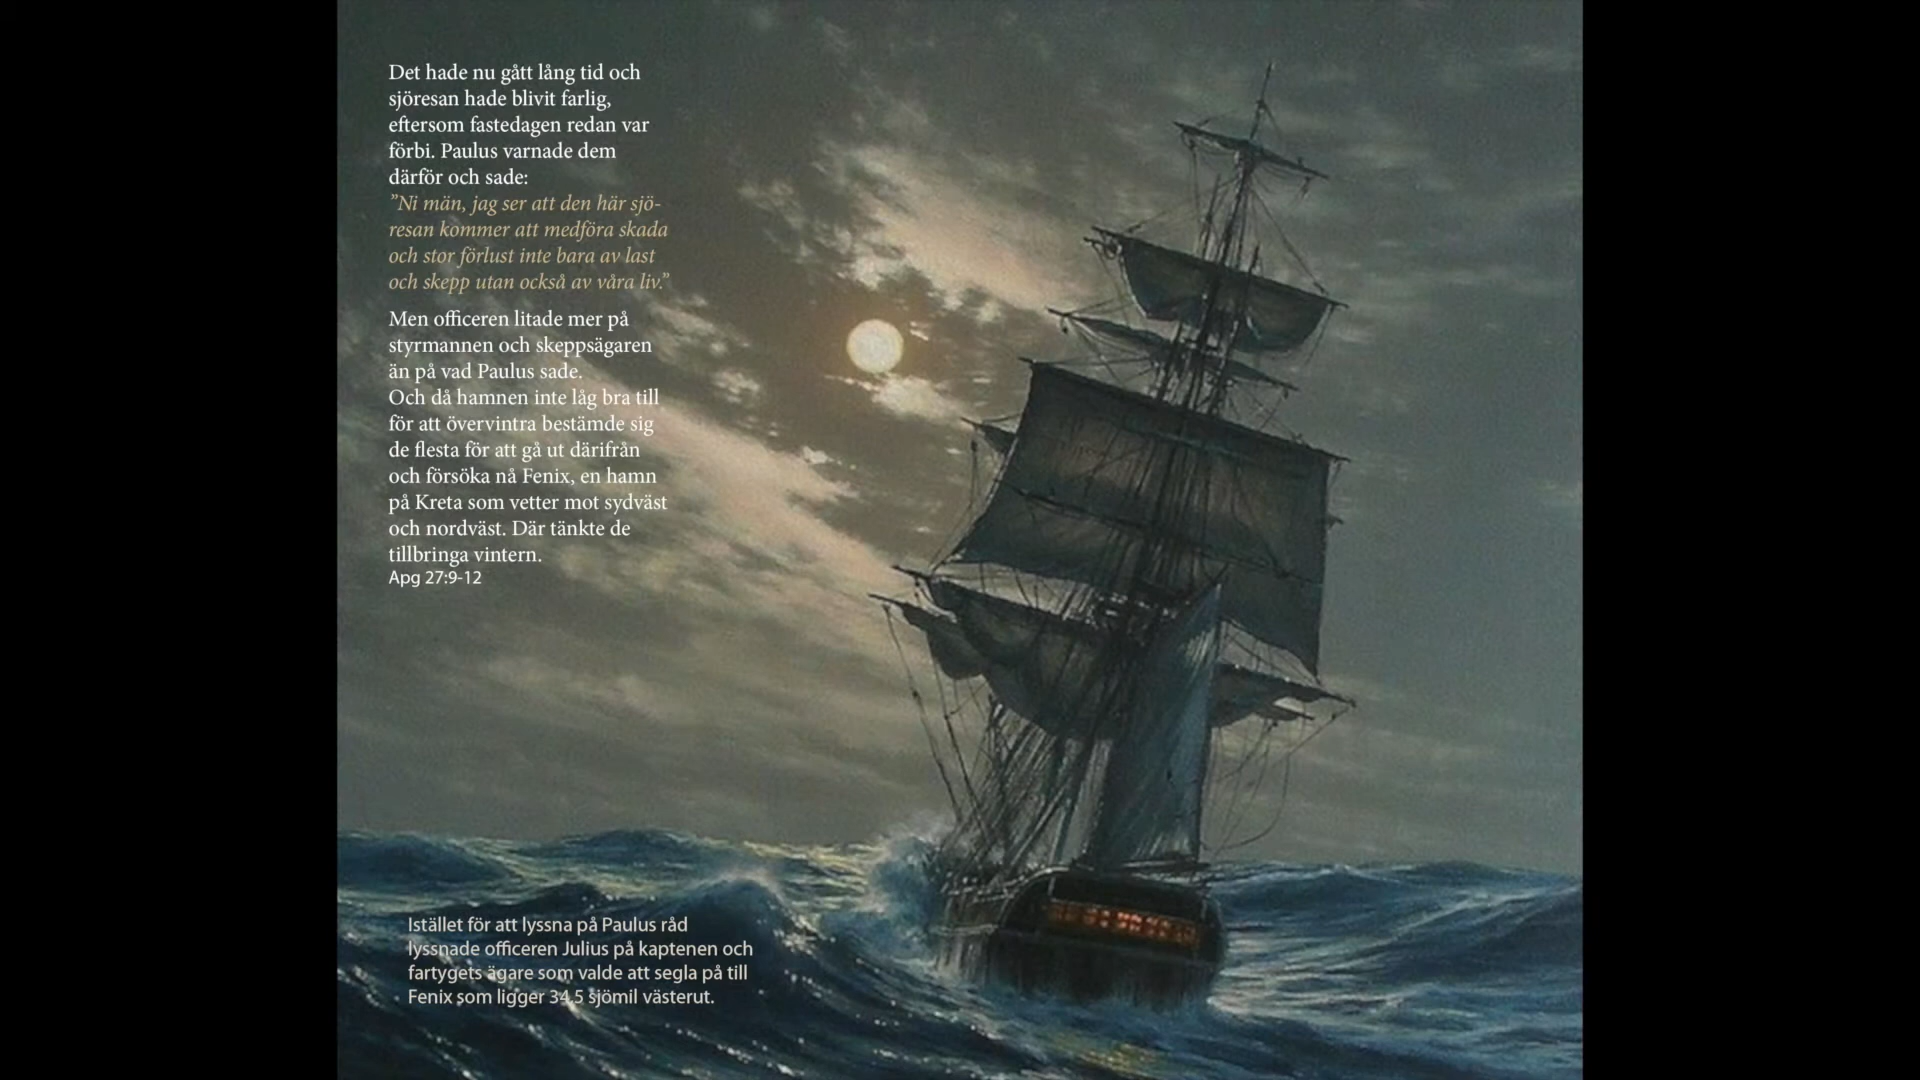 Det hade nu gått lång tid och
sjöresan hade blivit farlig,
eftersom fastedagen redan var
förbi. Paulus varnade dem
därför och sade:
”Ni män, jag ser att den här sjö-
resan kommer att medföra skada
och stor förlust inte bara av last
och skepp utan också av våra liv.”
Men officeren litade mer på
styrmannen och skeppsägaren
än på vad Paulus sade.
Och då hamnen inte låg bra till
för att övervintra bestämde sig
de flesta för att gå ut därifrån
och försöka nå Fenix, en hamn
på Kreta som vetter mot sydväst
och nordväst. Där tänkte de
tillbringa vintern.
Apg 27:9-12
Istället för att lyssna på Paulus råd
lyssnade officeren Julius på kaptenen och
fartygets ägare som valde att segla på till
Fenix som ligger 34,5 sjömil västerut.